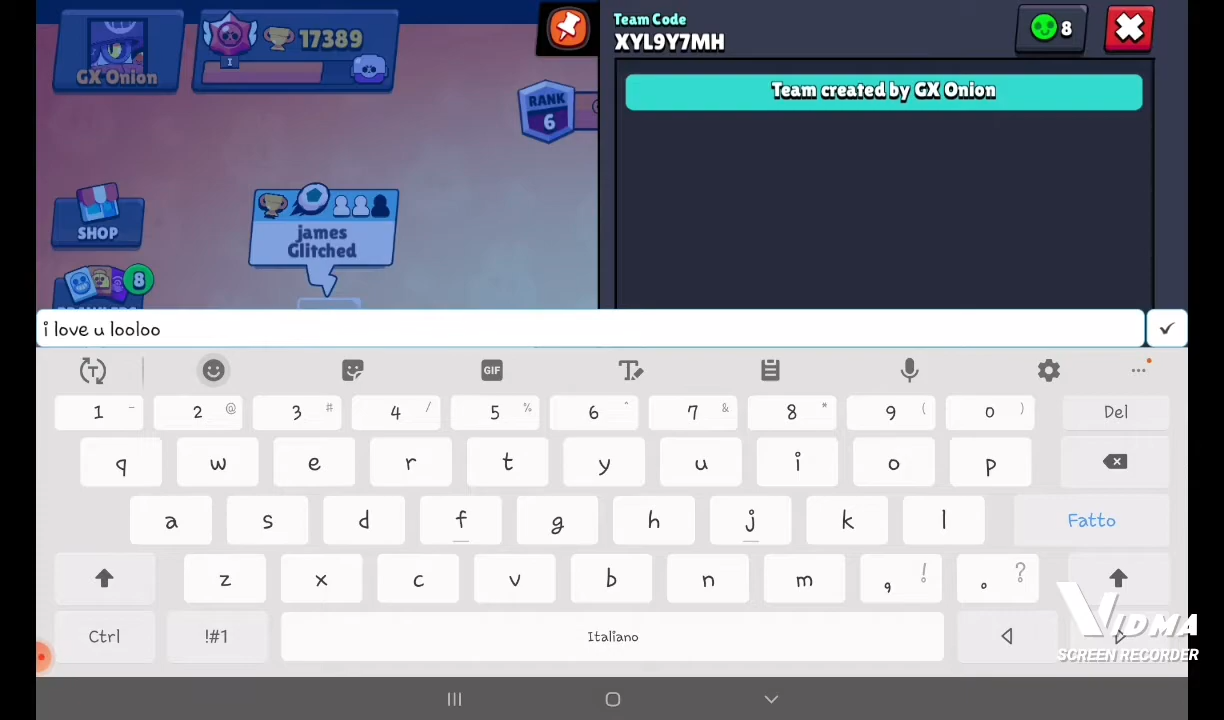 GX Onion
17389
I
Team Code
XYL9Y7MH
8
Team created by GX Onion
RANK
6
SHOP
james
Glitched
8
i love u looloo
GIF
1 - 2 @ 3 # 4 / 5 % 6 ^ 7 & 8 * 9 ( 0 ) Del
q w e r t y u i o p
a s d f g h j k l Fatto
z x c v b n m , ! . ?
Ctrl !#1 Italiano
VIDMA
SCREEN RECORDER